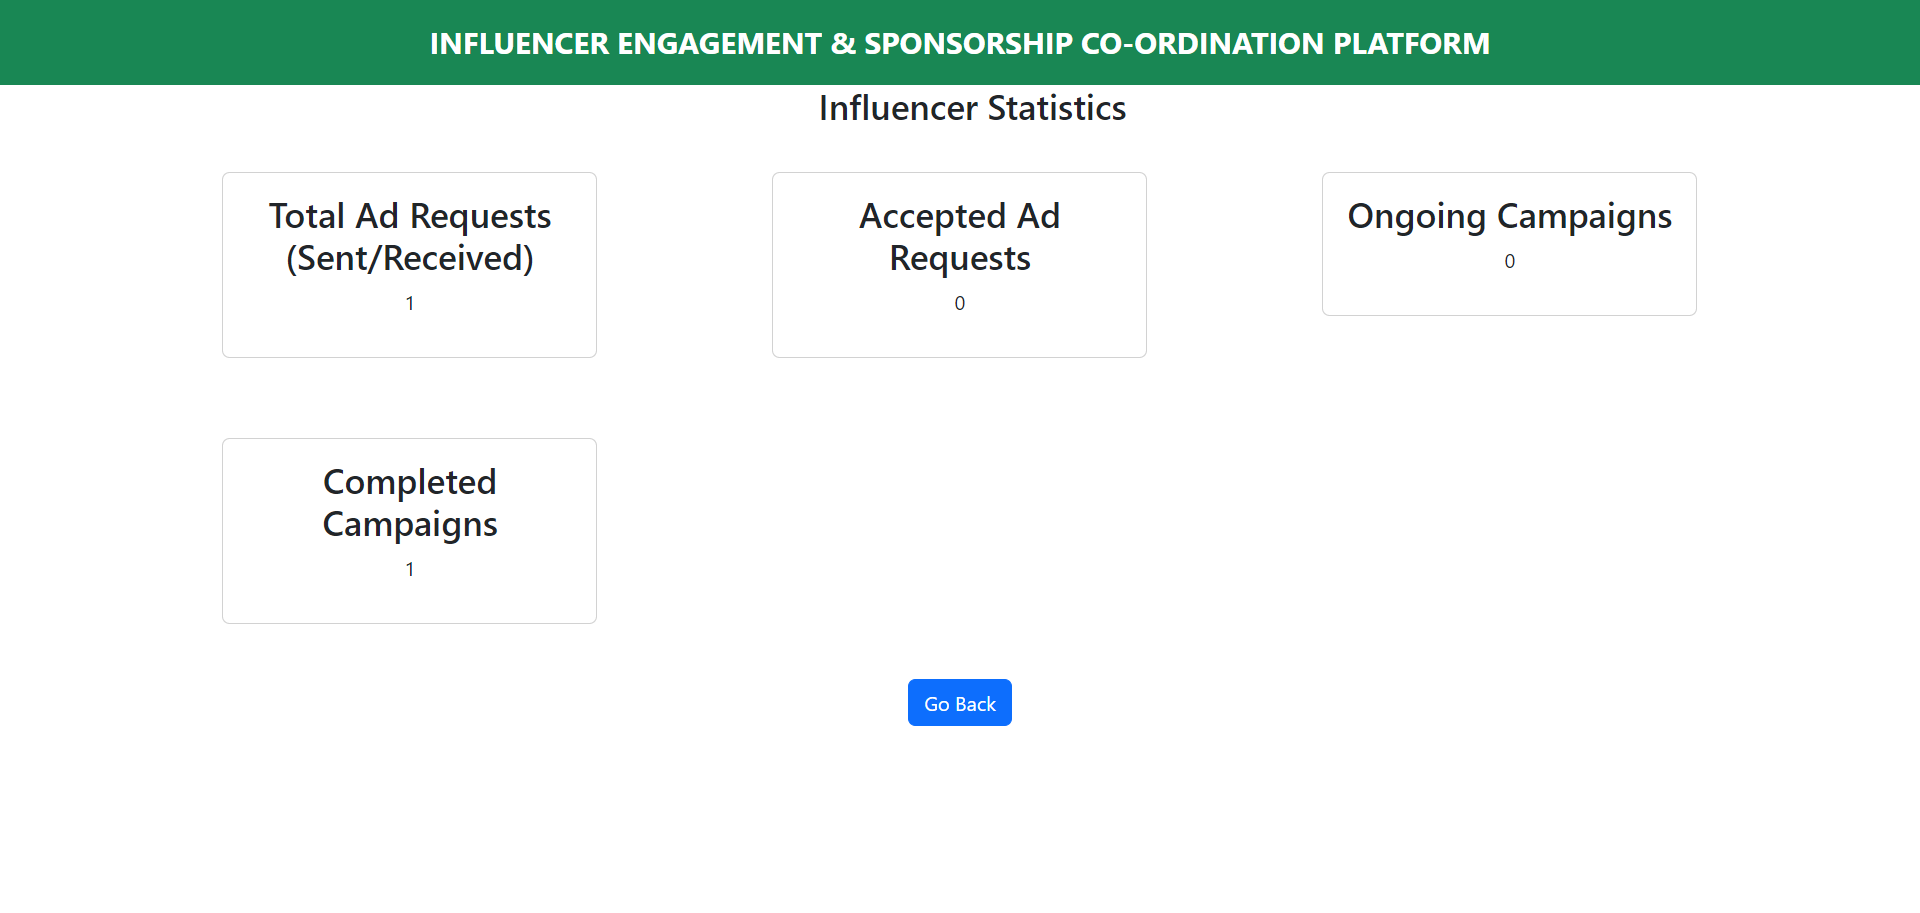 INFLUENCER ENGAGEMENT & SPONSORSHIP CO-ORDINATION PLATFORM
Influencer Statistics
Total Ad Requests
(Sent/Received)
1
Accepted Ad
Requests
0
Ongoing Campaigns
0
Completed
Campaigns
1
Go Back